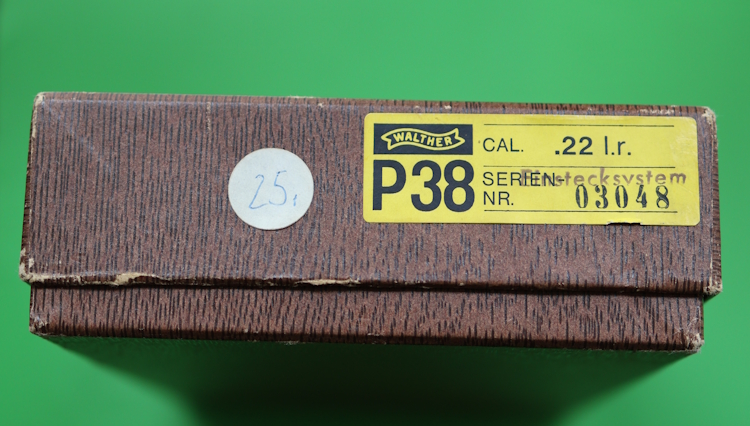 25,
WALTHER
P38
CAL. .22 l.r.
Einstecksystem
SERIEN-
NR. 03048